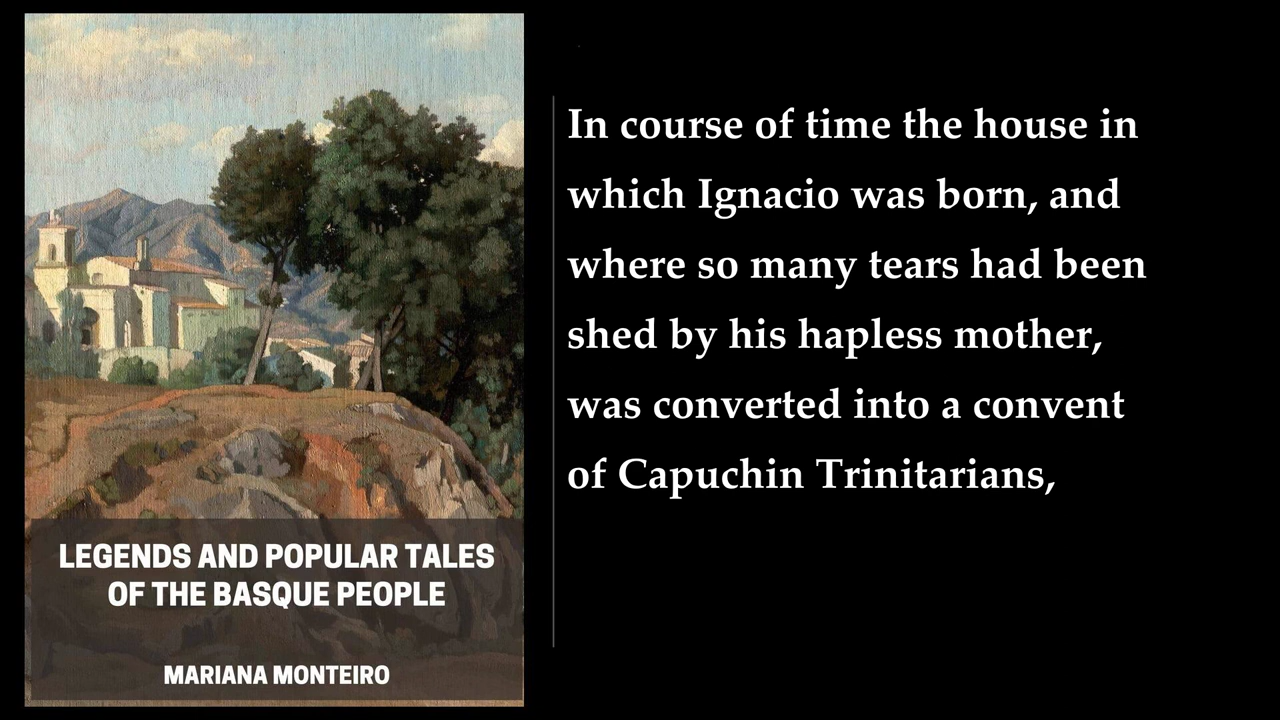 LEGENDS AND POPULAR TALES
OF THE BASQUE PEOPLE
MARIANA MONTEIRO
In course of time the house in
which Ignacio was born, and
where so many tears had been
shed by his hapless mother,
was converted into a convent
of Capuchin Trinitarians,